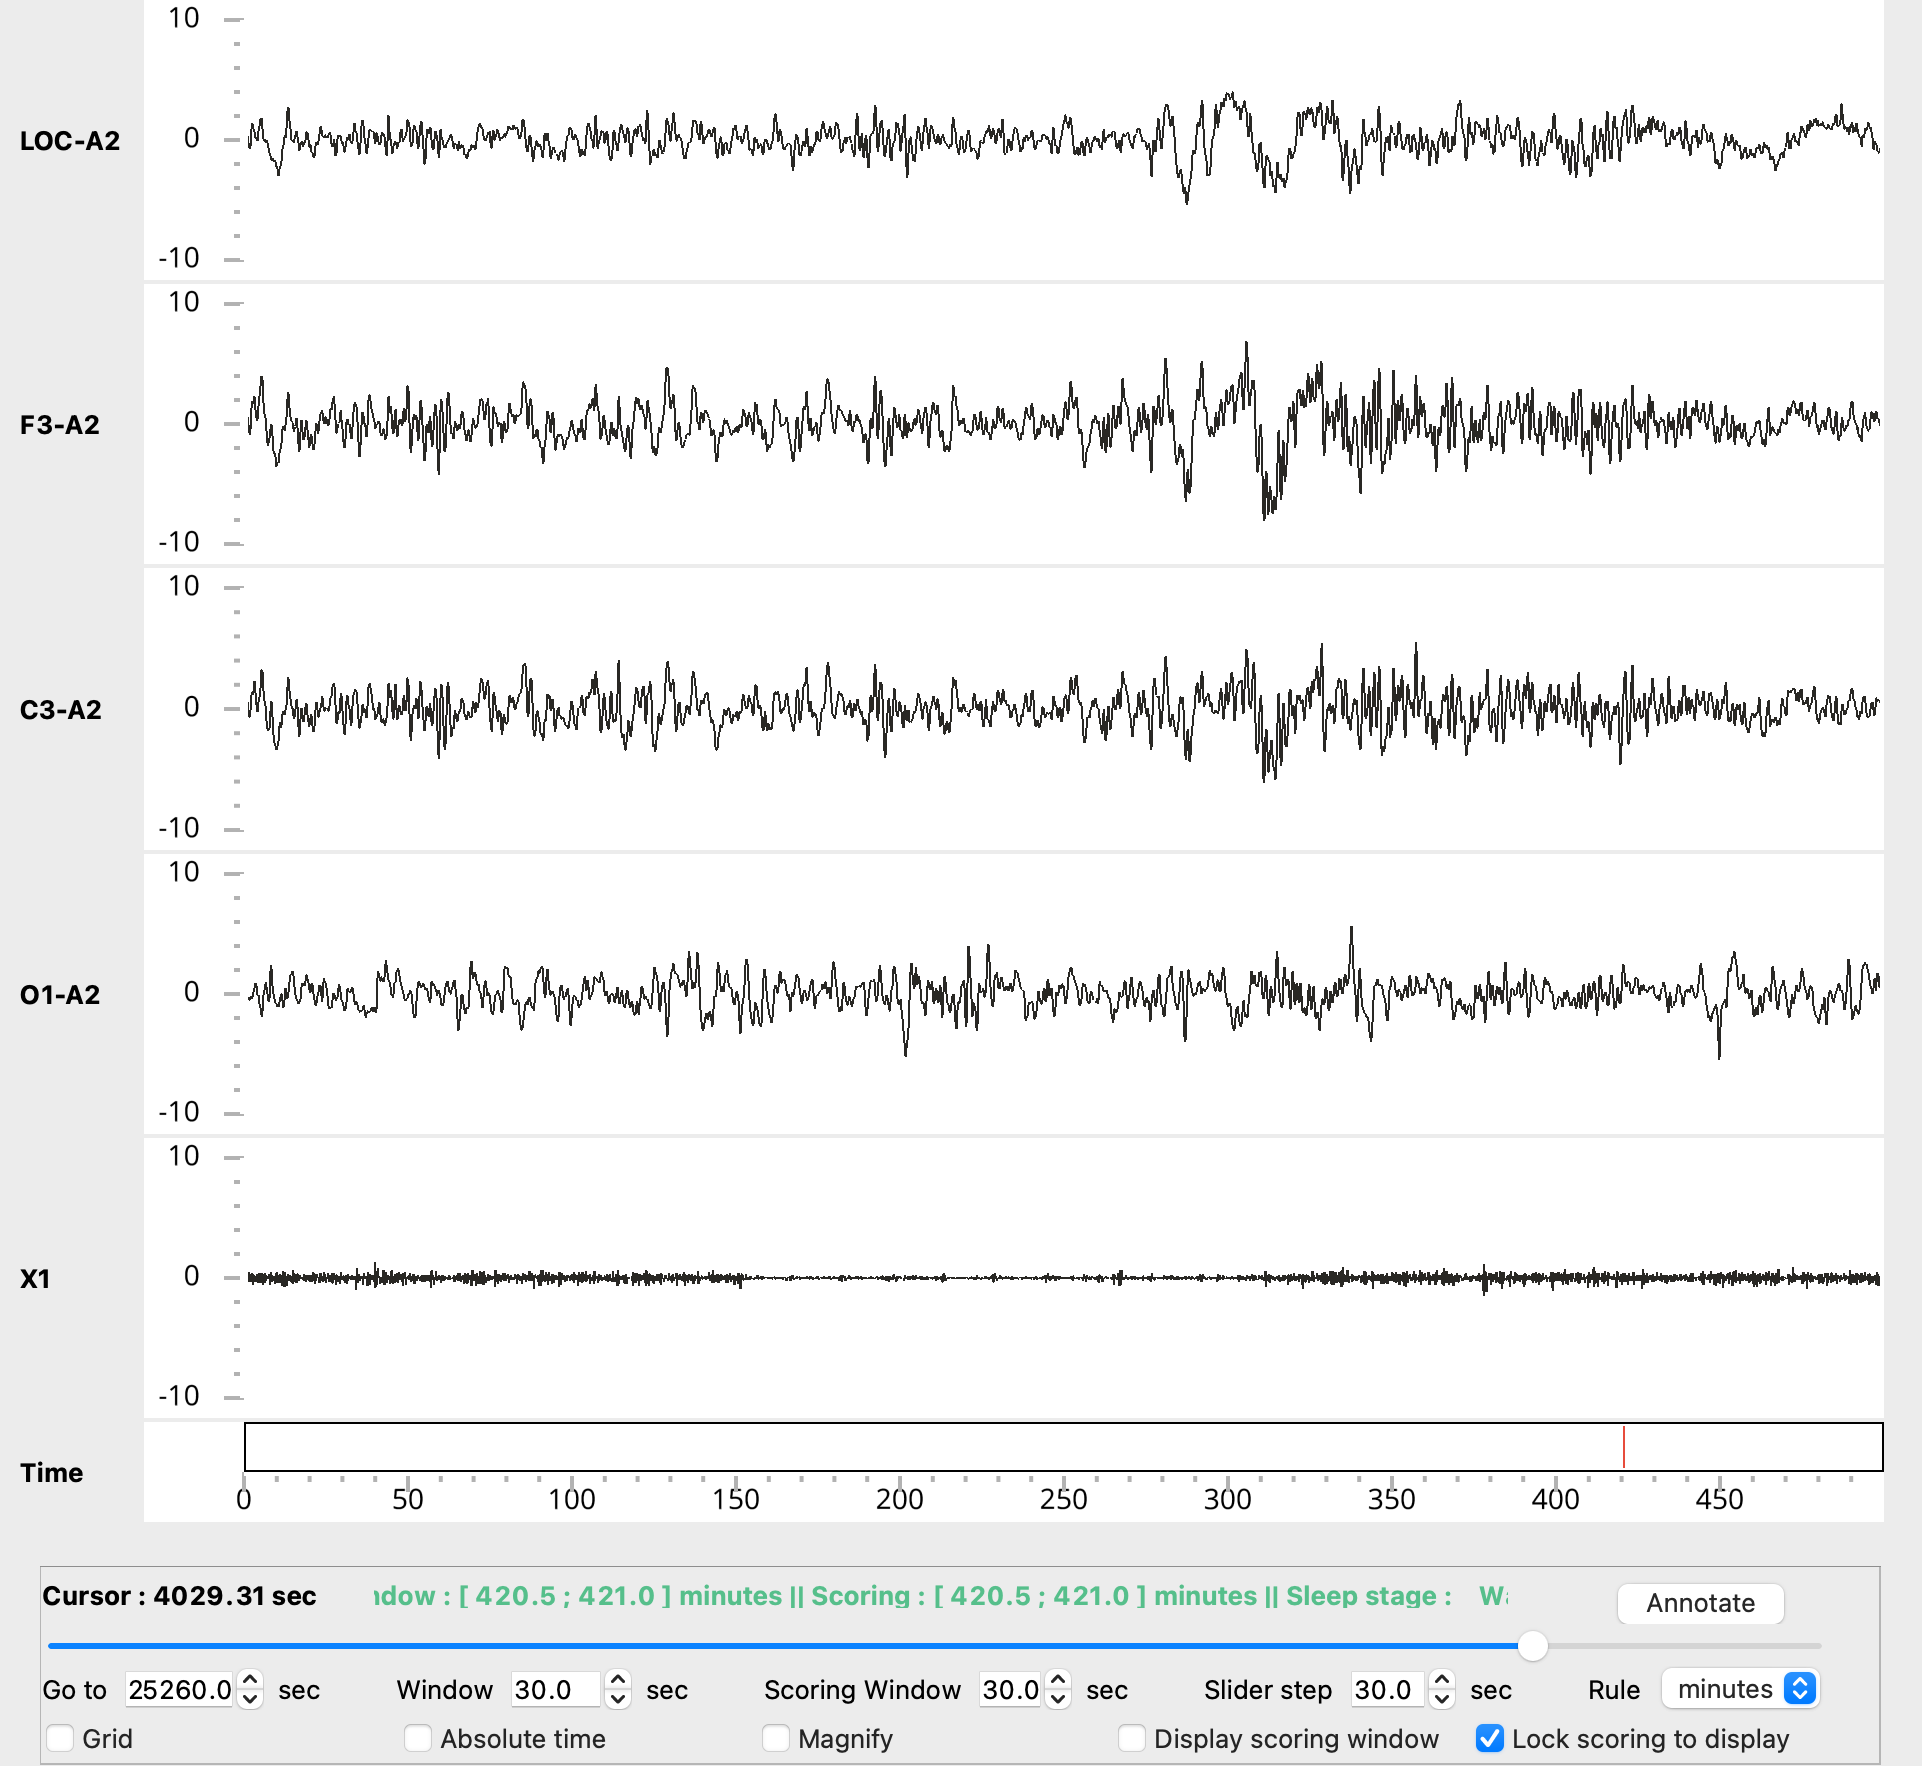 10
LOC-A2 0
-10
10
F3-A2 0
-10
10
C3-A2 0
-10
10
O1-A2 0
-10
10
X1 0
-10
Time
0 50 100 150 200 250 300 350 400 450
Cursor : 4029.31 sec : [ 420.5 ; 421.0 ] minutes || Scoring : [ 420.5 ; 421.0 ] minutes || Sleep stage : Annotate
Go to 25260.0 sec Window 30.0 sec Scoring Window 30.0 sec Slider step 30.0 sec Rule minutes
Grid Absolute time Magnify Display scoring window Lock scoring to display